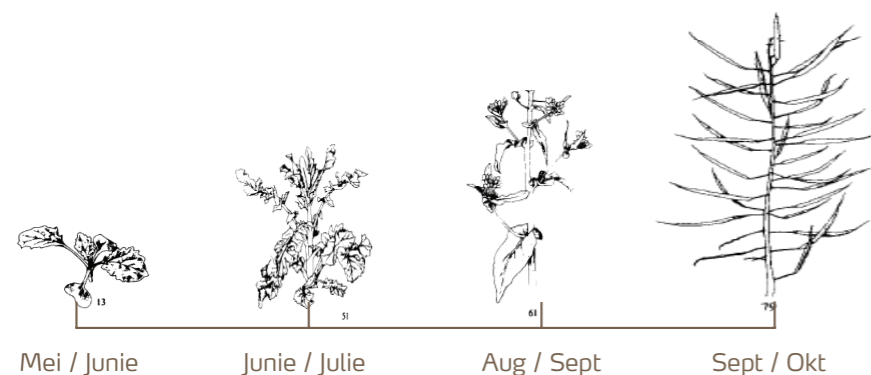 13
51
61
79
Mei / Junie
Junie / Julie
Aug / Sept
Sept / Okt